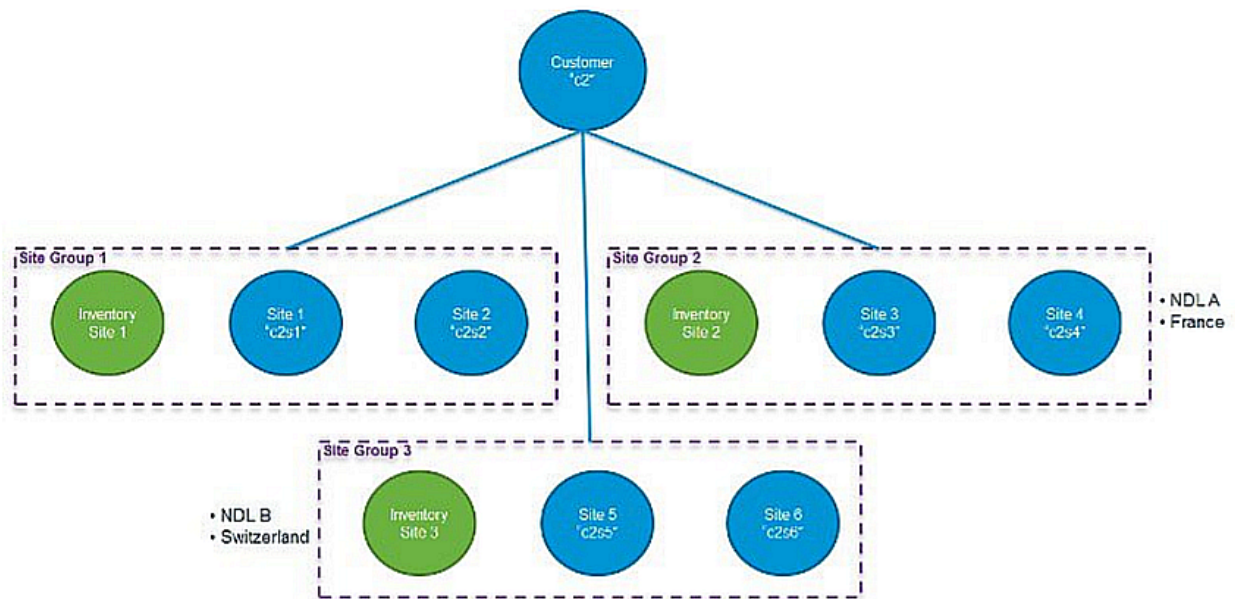 Customer
"c2"
Site Group 1
Inventory
Site 1
Site 1
"c2s1"
Site 2
"c2s2"
Site Group 2
Inventory
Site 2
Site 3
"c2s3"
Site 4
"c2s4"
• NDL A
• France
Site Group 3
Inventory
Site 3
Site 5
"c2s5"
Site 6
"c2s6"
• NDL B
• Switzerland